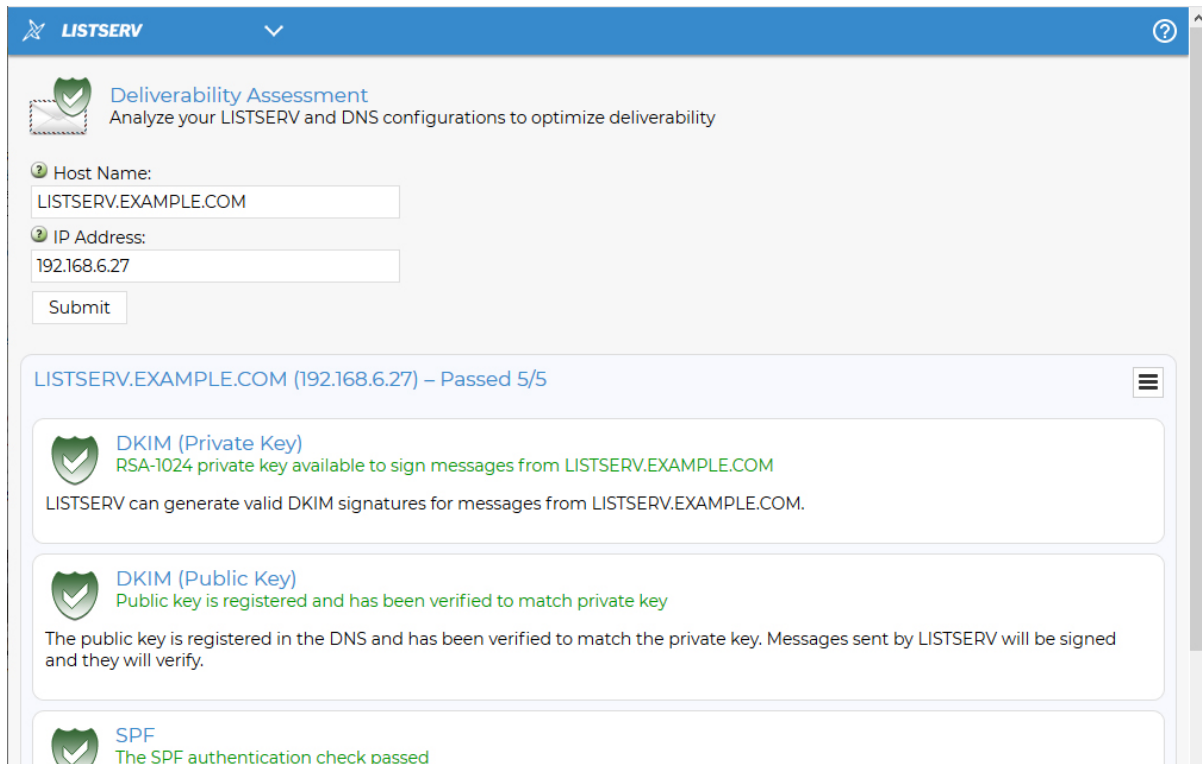 LISTSERV
Deliverability Assessment
Analyze your LISTSERV and DNS configurations to optimize deliverability
Host Name:
LISTSERV.EXAMPLE.COM
IP Address:
192.168.6.27
Submit
LISTSERV.EXAMPLE.COM (192.168.6.27) – Passed 5/5
DKIM (Private Key)
RSA-1024 private key available to sign messages from LISTSERV.EXAMPLE.COM
LISTSERV can generate valid DKIM signatures for messages from LISTSERV.EXAMPLE.COM.
DKIM (Public Key)
Public key is registered and has been verified to match private key
The public key is registered in the DNS and has been verified to match the private key. Messages sent by LISTSERV will be signed
and they will verify.
SPF
The SPF authentication check passed